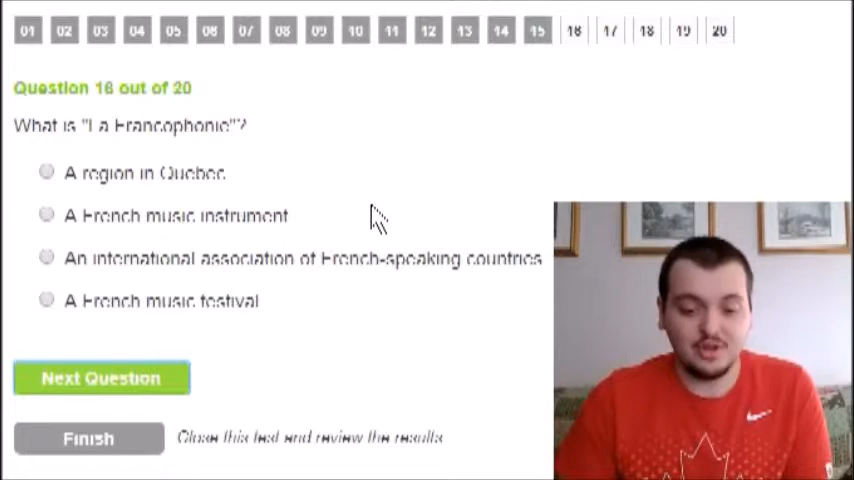 01 02 03 04 05 06 07 08 09 10 11 12 13 14 15 16 17 18 19 20
Question 16 out of 20
What is "La Francophonie"?
A region in Quebec
A French music instrument
An international association of French-speaking countries
A French music festival
Next Question
Finish Close this test and review the results